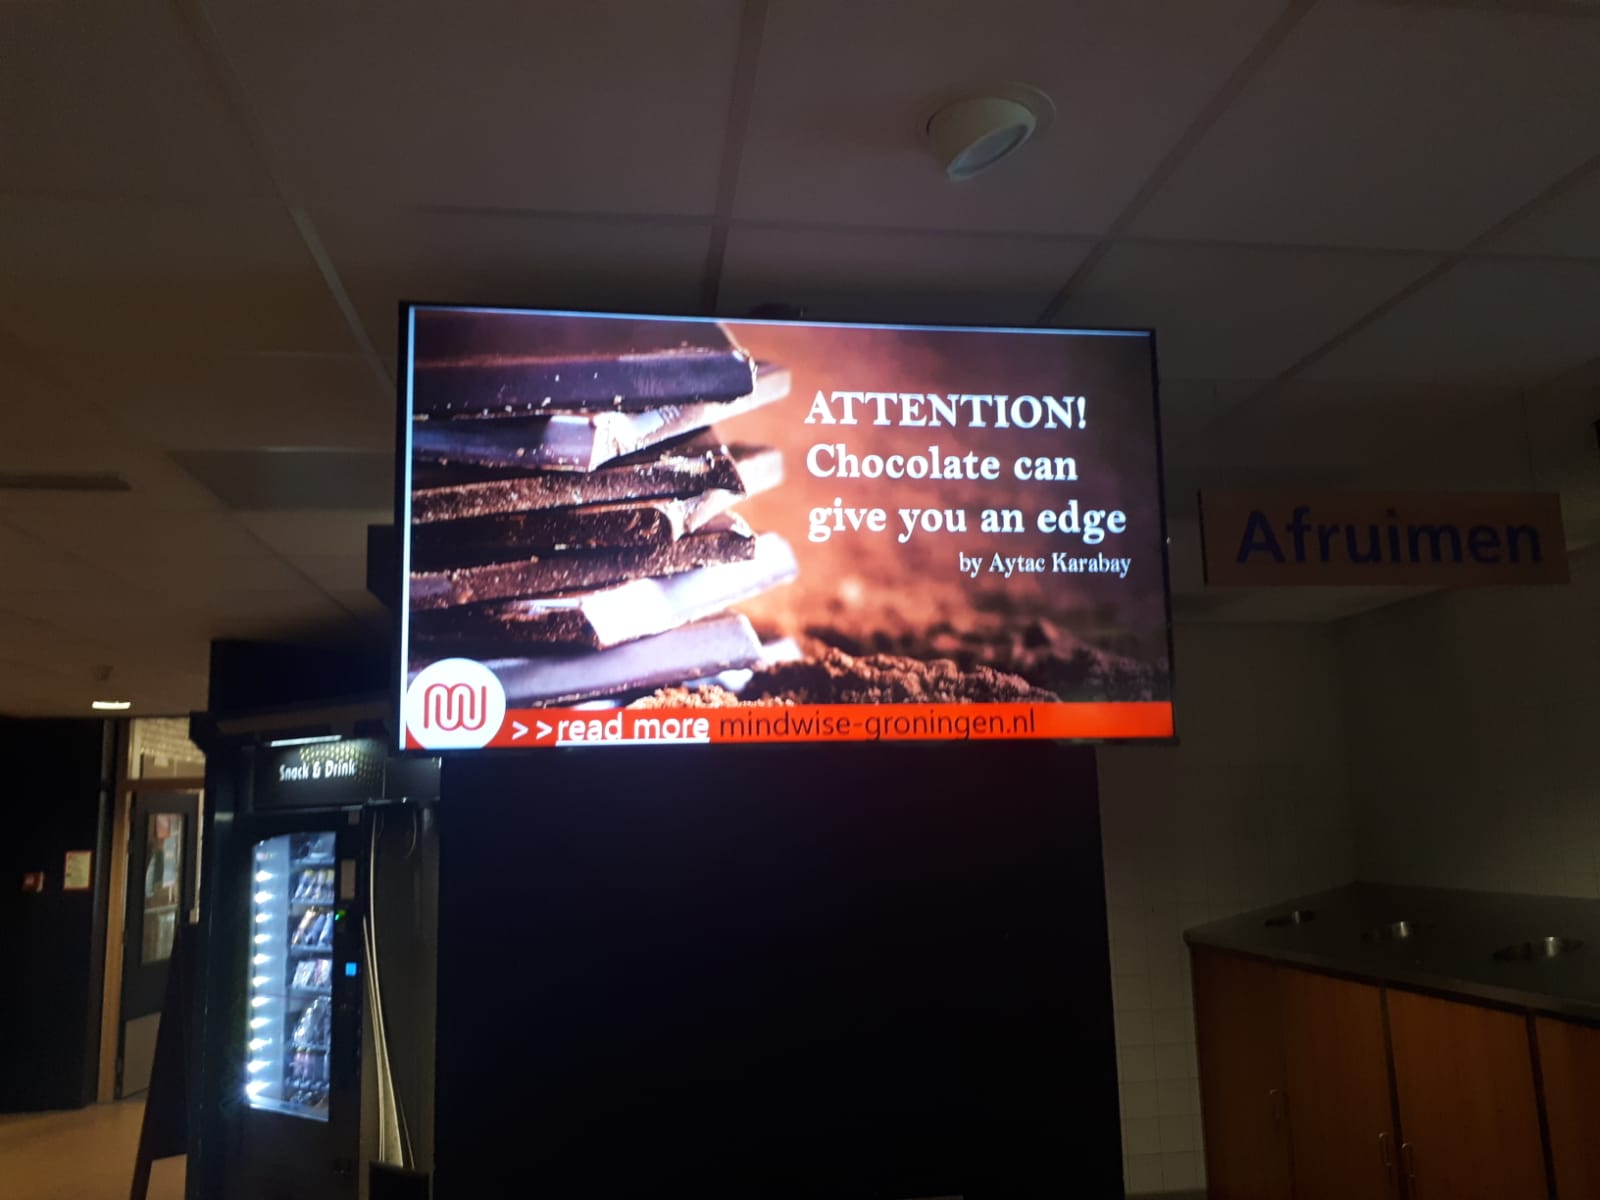 ATTENTION!
Chocolate can
give you an edge
by Aytac Karabay
>>read more mindwise-groningen.nl
Afruimen
Snack & Drink